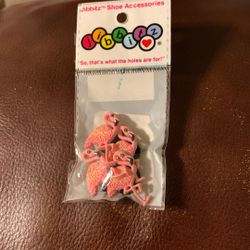 Jibbitz™ Shoe Accessories
jibbitz
"So, that's what the holes are for!"